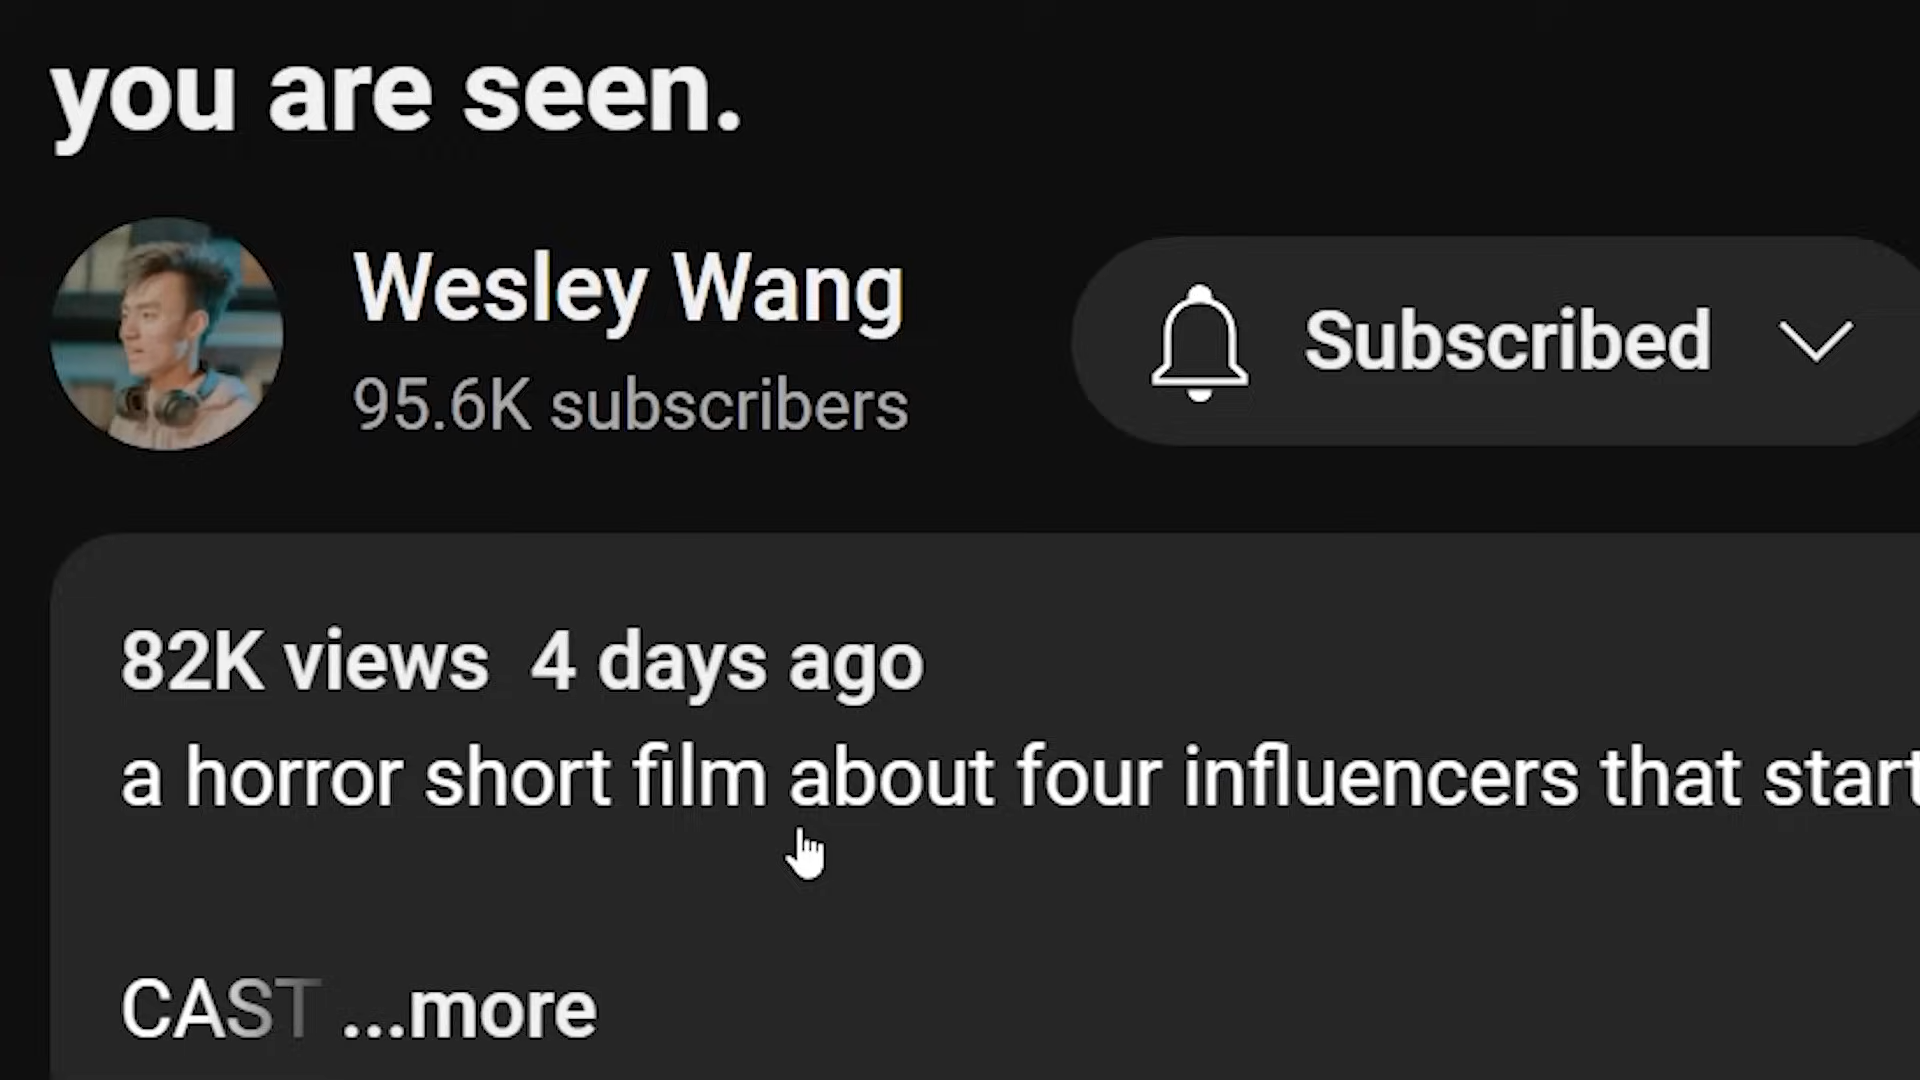 you are seen.
Wesley Wang
95.6K subscribers
Subscribed
82K views 4 days ago
a horror short film about four influencers that start
CAST ...more